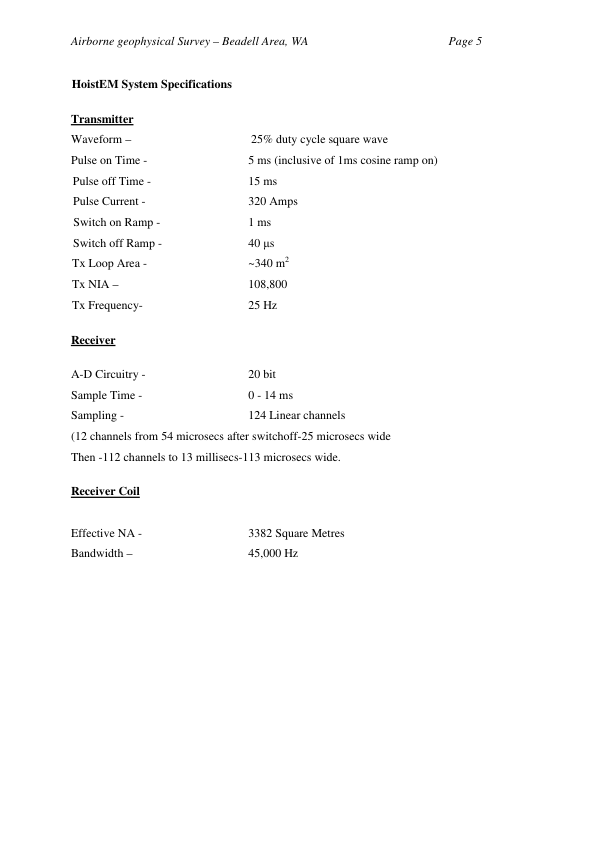 Airborne geophysical Survey – Beadell Area, WA Page 5
HoistEM System Specifications
Transmitter
Waveform – 25% duty cycle square wave
Pulse on Time - 5 ms (inclusive of 1ms cosine ramp on)
Pulse off Time - 15 ms
Pulse Current - 320 Amps
Switch on Ramp - 1 ms
Switch off Ramp - 40 µs
Tx Loop Area - ~340 m²
Tx NIA – 108,800
Tx Frequency- 25 Hz
Receiver
A-D Circuitry - 20 bit
Sample Time - 0 - 14 ms
Sampling - 124 Linear channels
(12 channels from 54 microsecs after switchoff-25 microsecs wide
Then -112 channels to 13 millisecs-113 microsecs wide.
Receiver Coil
Effective NA - 3382 Square Metres
Bandwidth – 45,000 Hz